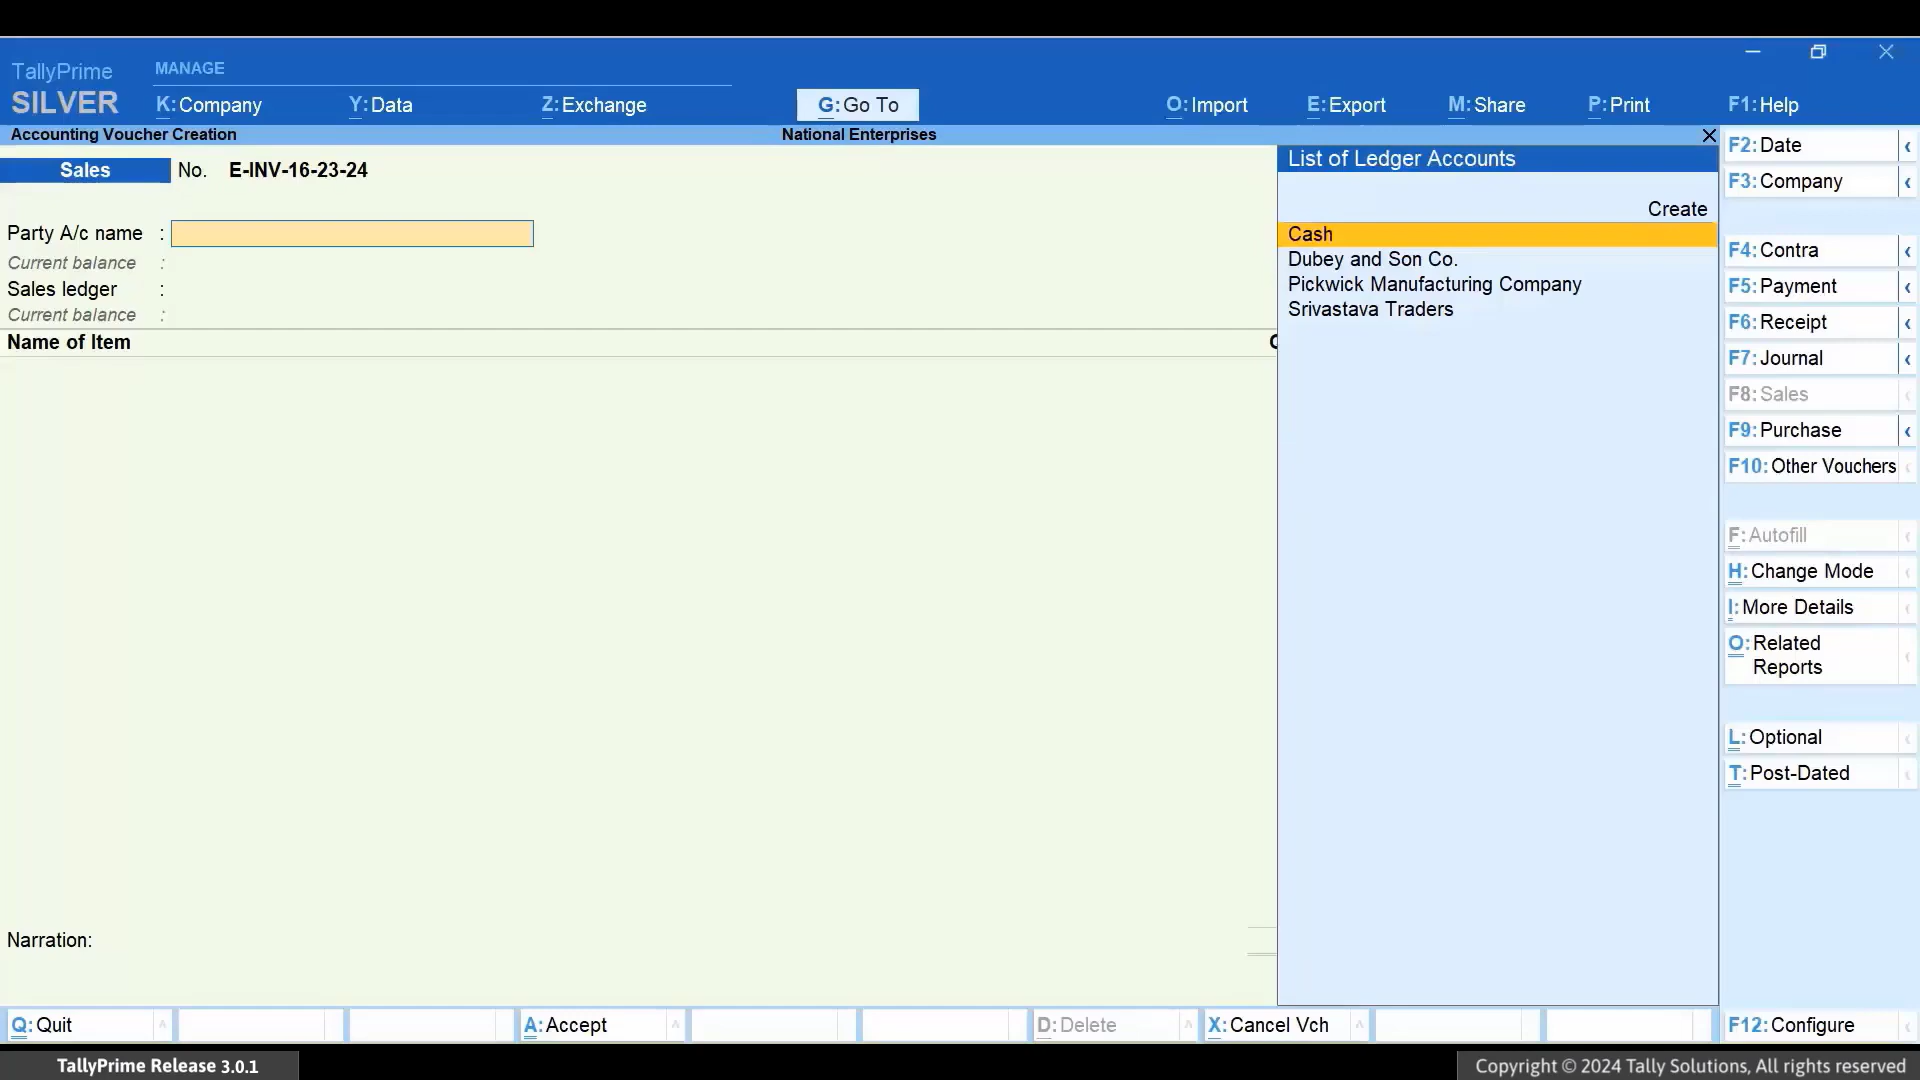 TallyPrime
SILVER
MANAGE
K:Company
Y:Data
Z:Exchange
G:Go To
O:Import
E:Export
M:Share
P:Print
F1:Help
Accounting Voucher Creation
National Enterprises
Sales
No. E-INV-16-23-24
Party A/c name :
Current balance :
Sales ledger :
Current balance :
Name of Item
Narration:
List of Ledger Accounts
Create
Cash
Dubey and Son Co.
Pickwick Manufacturing Company
Srivastava Traders
F2:Date
F3:Company
F4:Contra
F5:Payment
F6:Receipt
F7:Journal
F8:Sales
F9:Purchase
F10:Other Vouchers
F:Autofill
H:Change Mode
I:More Details
O:Related
Reports
L:Optional
T:Post-Dated
Q:Quit
A:Accept
D:Delete
X:Cancel Vch
F12:Configure
TallyPrime Release 3.0.1
Copyright © 2024 Tally Solutions, All rights reserved